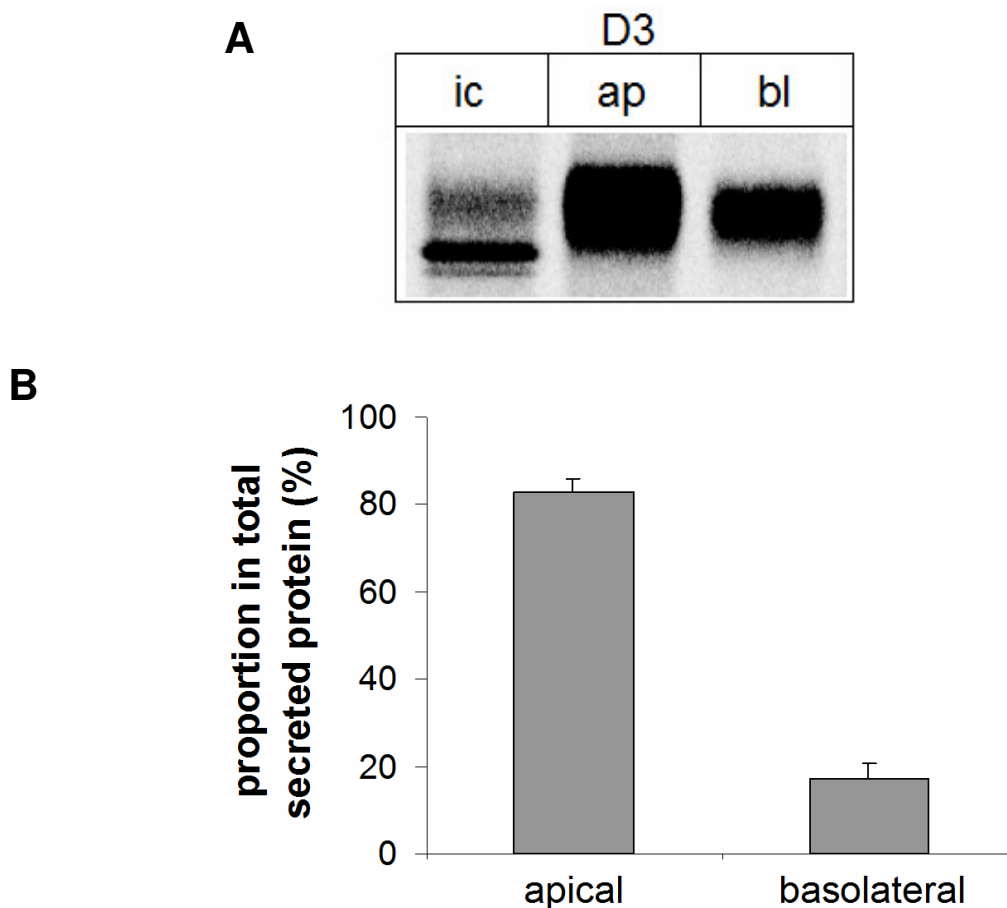 A
D3
ic ap bl
B
proportion in total
secreted protein (%)
100
80
60
40
20
0
apical basolateral